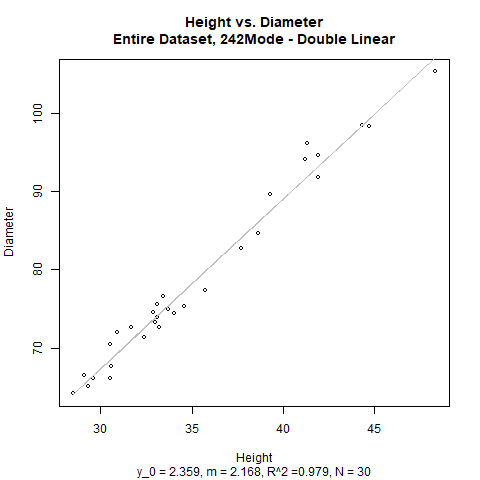 Height vs. Diameter
Entire Dataset, 242Mode - Double Linear
Diameter
100
90
80
70
30 35 40 45
Height
y_0 = 2.359, m = 2.168, R^2 =0.979, N = 30